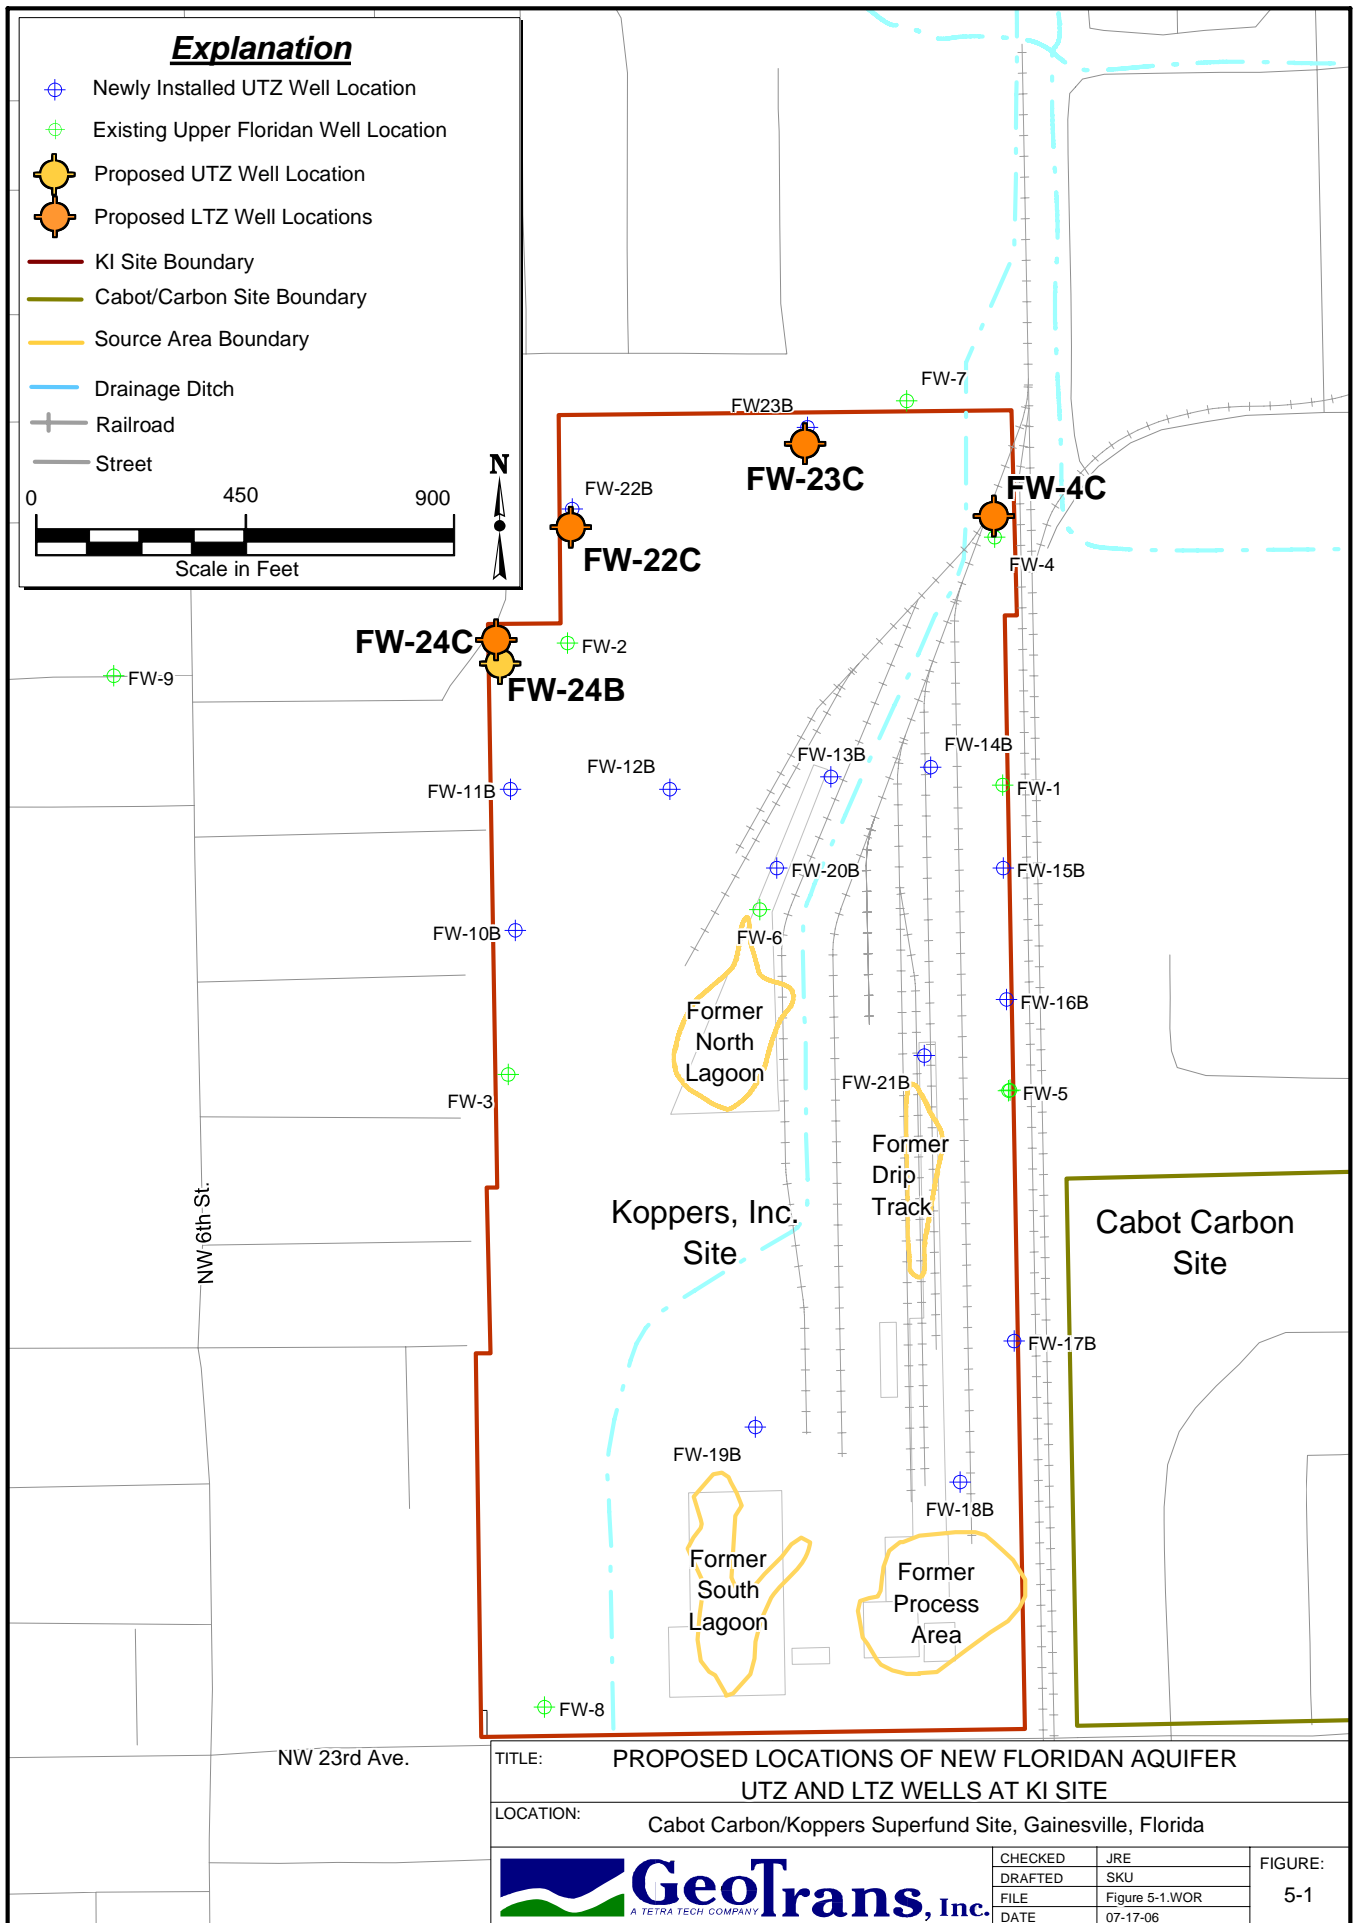 Explanation
Newly Installed UTZ Well Location
Existing Upper Floridan Well Location
Proposed UTZ Well Location
Proposed LTZ Well Locations
KI Site Boundary
Cabot/Carbon Site Boundary
Source Area Boundary
Drainage Ditch
Railroad
Street
N
0 450 900
Scale in Feet
FW-7
FW23B
FW-23C
FW-4C
FW-22B
FW-22C
FW-4
FW-24C
FW-2
FW-9
FW-24B
FW-14B
FW-13B
FW-12B
FW-11B
FW-1
FW-20B
FW-15B
FW-10B
FW-6
FW-16B
Former
North
Lagoon
FW-21B
FW-5
FW-3
Former
Drip
Track
Koppers, Inc.
Site
Cabot Carbon
Site
NW 6th St.
FW-17B
FW-19B
FW-18B
Former
South
Lagoon
Former
Process
Area
FW-8
NW 23rd Ave.
TITLE:
PROPOSED LOCATIONS OF NEW FLORIDAN AQUIFER
UTZ AND LTZ WELLS AT KI SITE
LOCATION:
Cabot Carbon/Koppers Superfund Site, Gainesville, Florida
GeoTrans, Inc.
A TETRA TECH COMPANY
CHECKED JRE
DRAFTED SKU
FILE Figure 5-1.WOR
DATE 07-17-06
FIGURE:
5-1